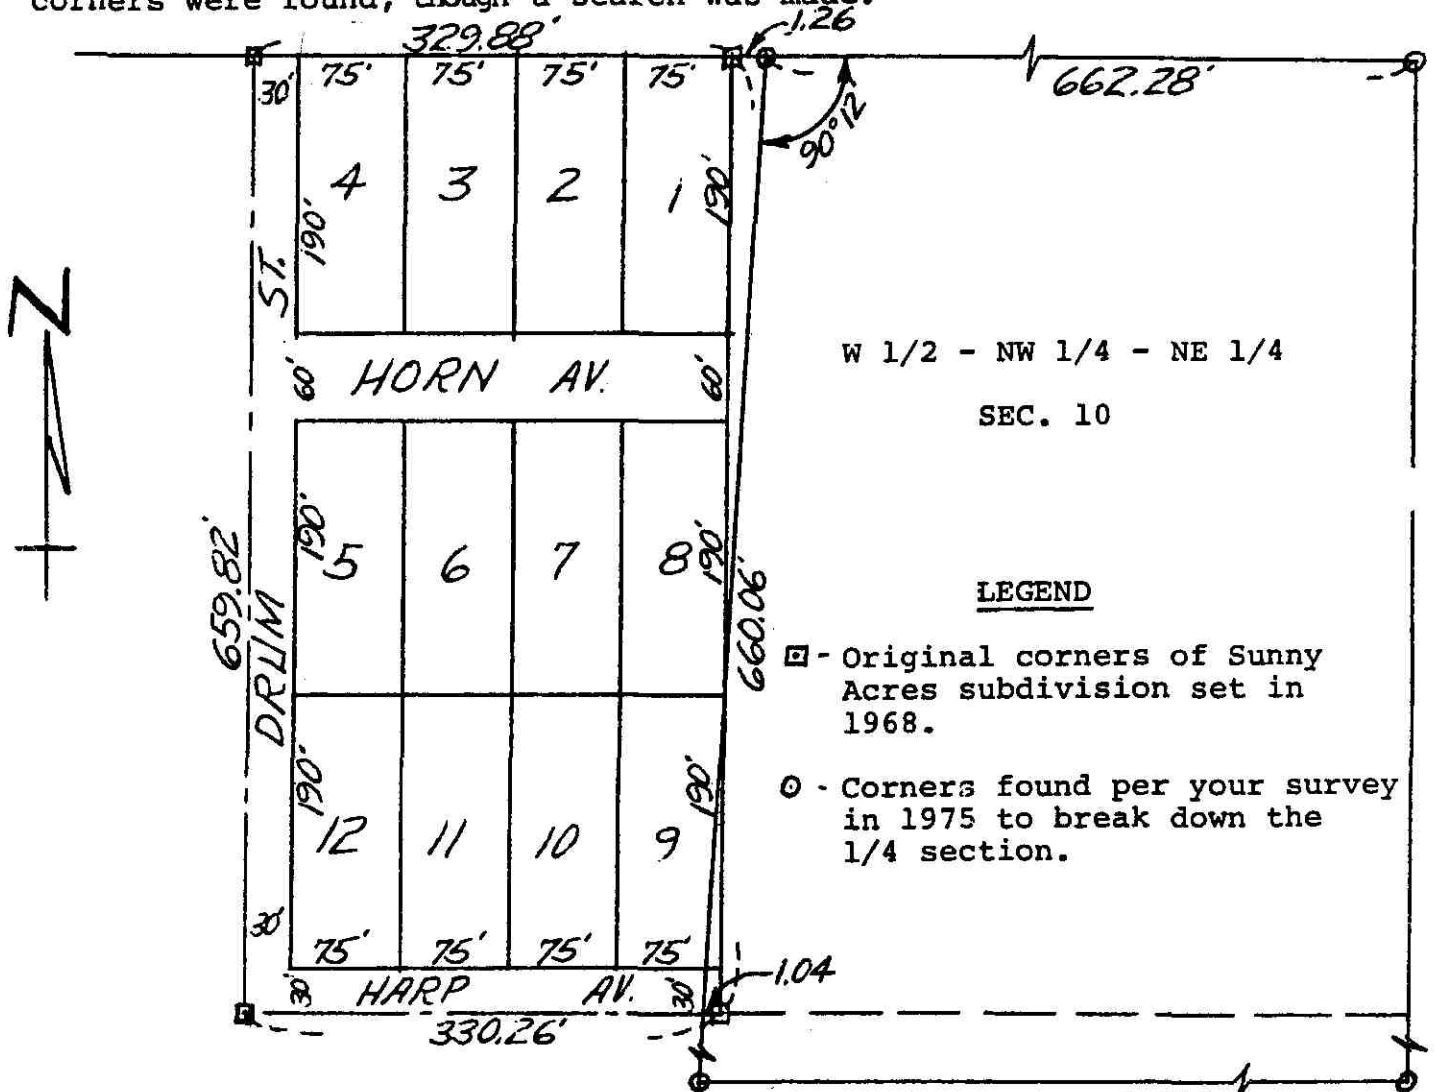 corners were found, though a search was made.
329.88'
1.26
30'
75'
75'
75'
75'
662.28'
90°12
4
3
2
1
190'
190'
ST.
N
60'
HORN AV.
60'
W 1/2 - NW 1/4 - NE 1/4
SEC. 10
190'
5
6
7
8
190'
659.82'
DRUM
660.06'
LEGEND
- Original corners of Sunny
Acres subdivision set in
1968.
- Corners found per your survey
in 1975 to break down the
1/4 section.
190'
12
11
10
9
190'
30'
75'
75'
75'
75'
1.04
30'
HARP AV.
30'
330.26'